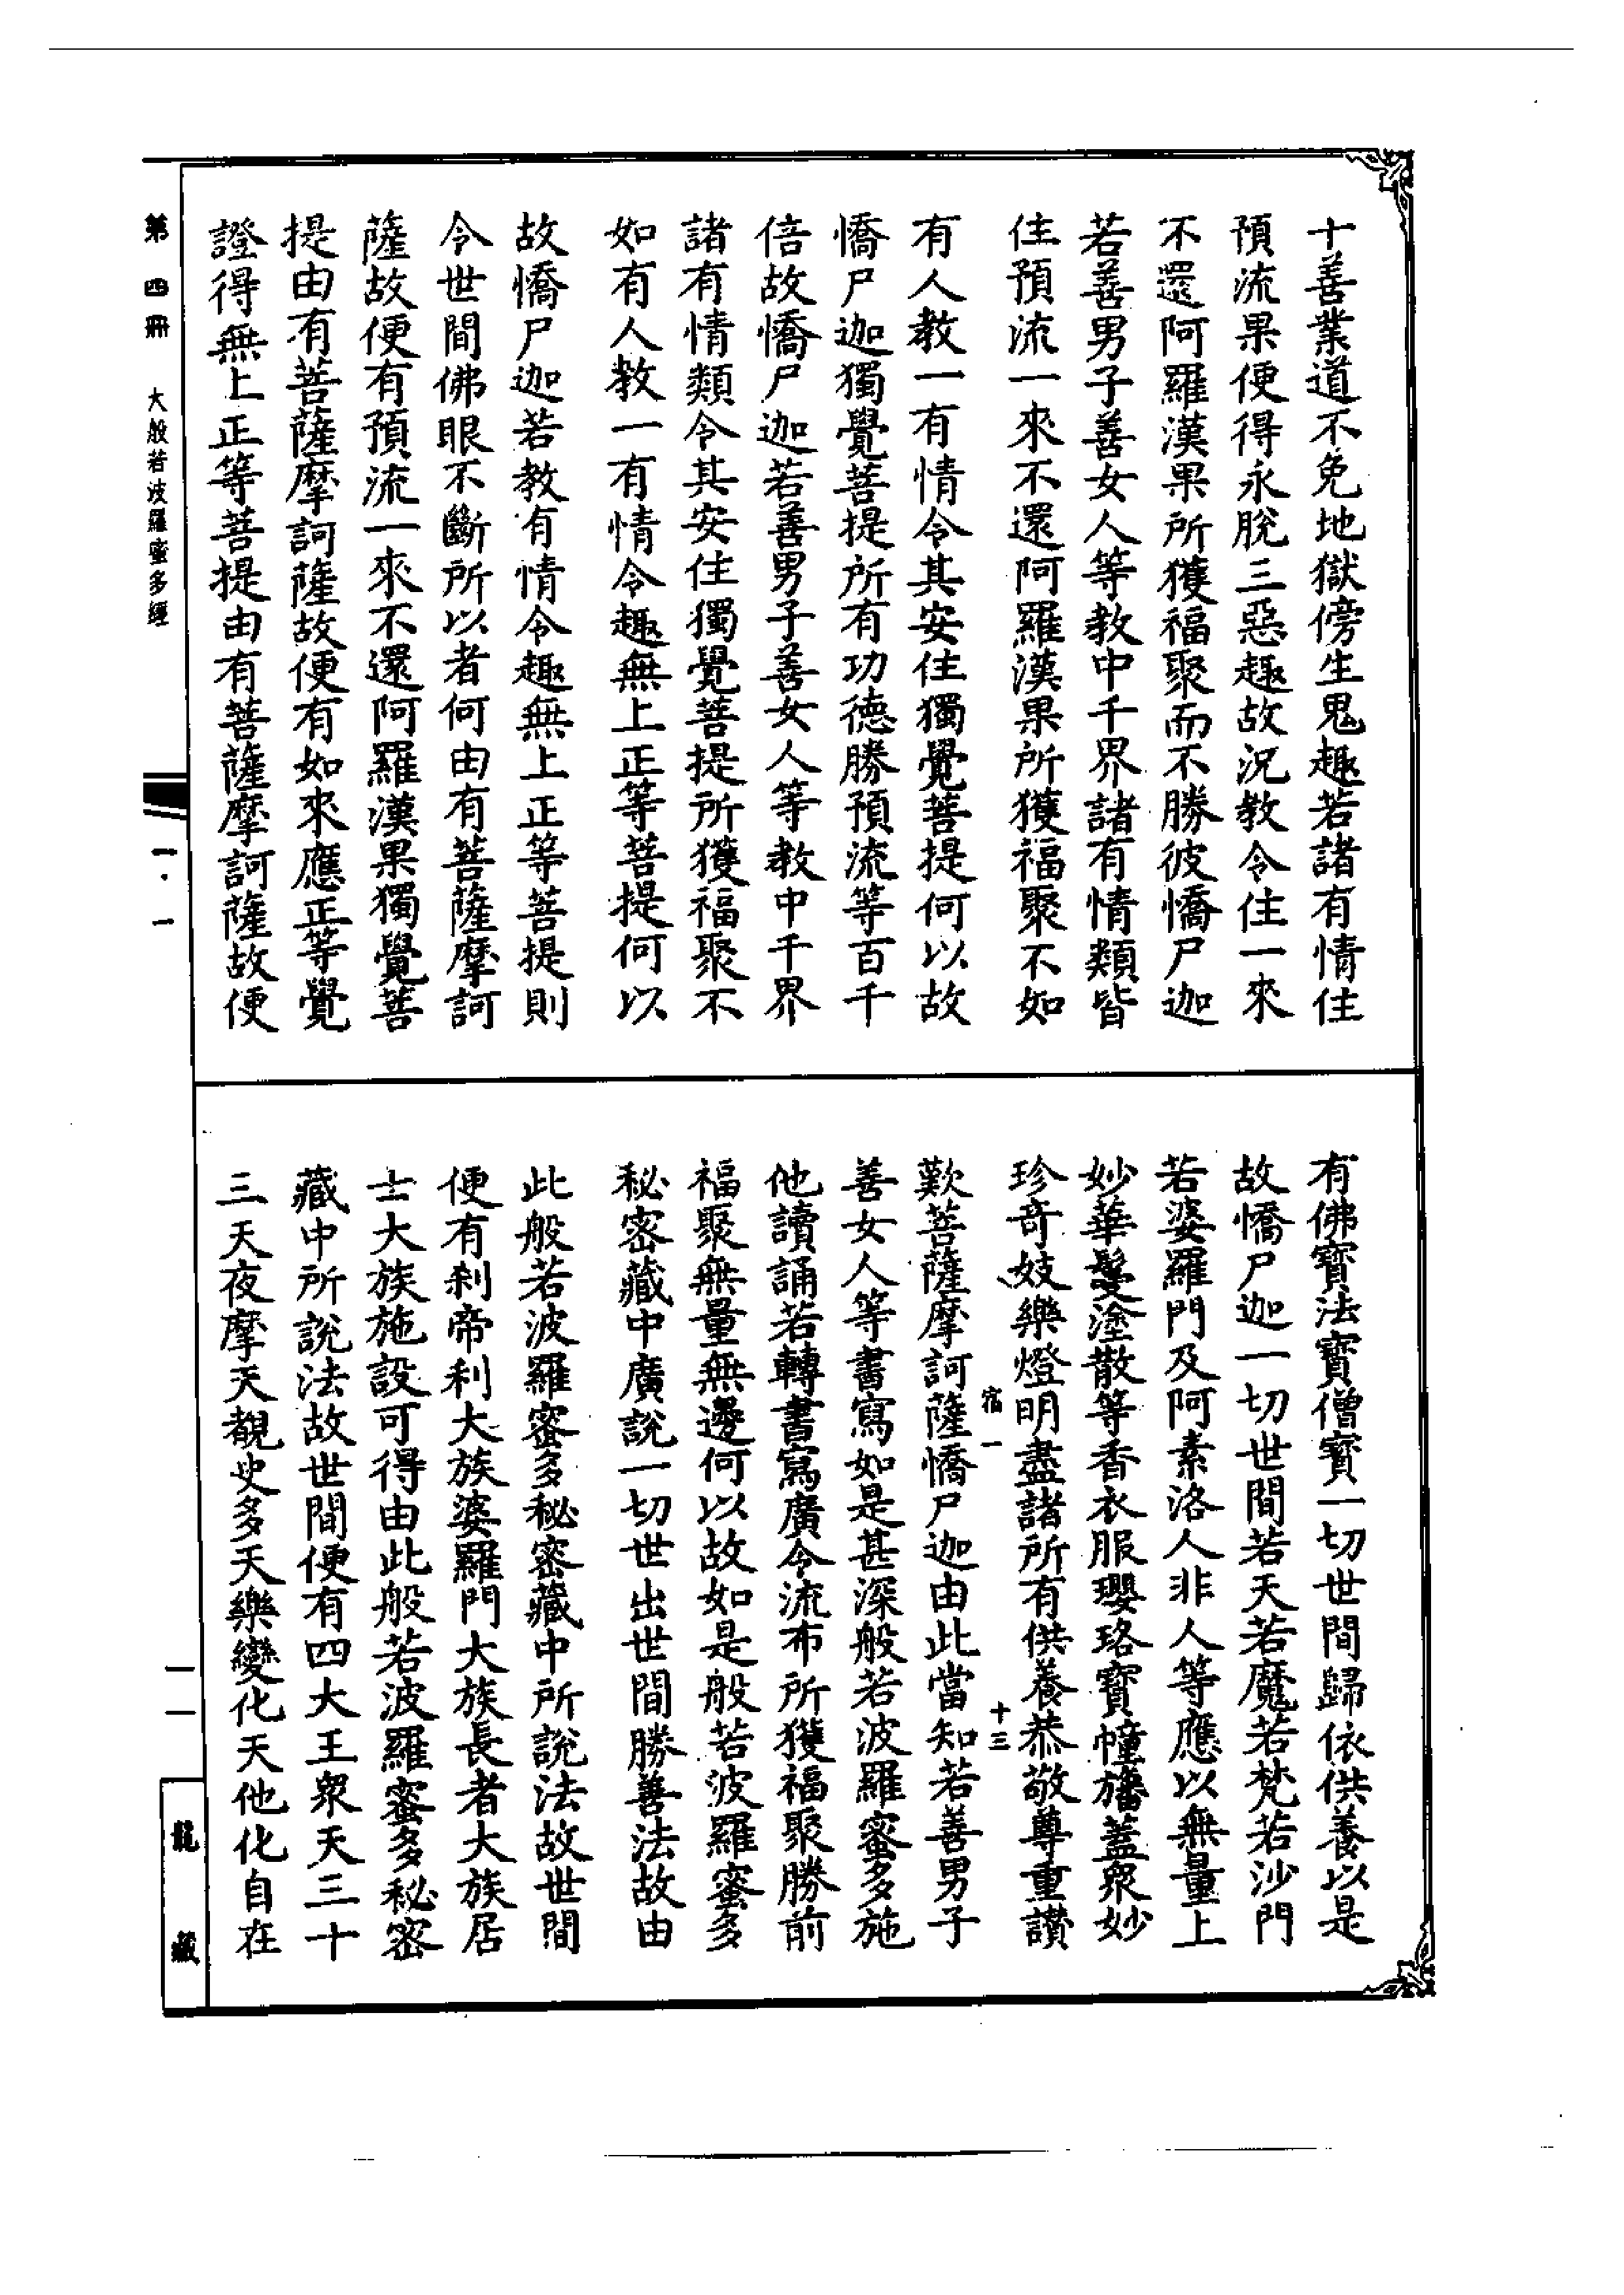 十善業道不免地獄傍生鬼趣若諸有情住
預流果便得永脫三惡趣故況教令住一來
不還阿羅漢果所獲福聚而不勝彼憍尸迦
若善男子善女人等教中千界諸有情類皆
住預流一來不還阿羅漢果所獲福聚不如
有人教一有情令其安住獨覺菩提何以故
憍尸迦獨覺菩提所有功德勝預流等百千
倍故憍尸迦若善男子善女人等教中千界
諸有情類令其安住獨覺菩提所獲福聚不
如有人教一有情令趣無上正等菩提何以
故憍尸迦若教有情令趣無上正等菩提則
令世間佛眼不斷所以者何由有菩薩摩訶
薩故便有預流一來不還阿羅漢果獨覺菩
提由有菩薩摩訶薩故便有如來應正等覺
證得無上正等菩提由有菩薩摩訶薩故便
有佛寶法寶僧寶一切世間歸依供養以是
故憍尸迦一切世間若天若魔若梵若沙門
若婆羅門及阿素洛人非人等應以無量上
妙華鬘塗散等香衣服瓔珞寶幢旛蓋眾妙
珍奇妓樂燈明盡諸所有供養恭敬尊重讚
宿一 十三
歎菩薩摩訶薩憍尸迦由此當知若善男子
善女人等書寫如是甚深般若波羅蜜多施
他讀誦若轉書寫廣令流布所獲福聚勝前
福聚無量無邊何以故如是般若波羅蜜多
秘密藏中廣說一切世出世間勝善法故由
此般若波羅蜜多秘密藏中所說法故世間
便有剎帝利大族婆羅門大族長者大族居
士大族施設可得由此般若波羅蜜多秘密
藏中所說法故世間便有四大王眾天三十
三天夜摩天覩史多天樂變化天他化自在
第四冊 大般若波羅蜜多經
一·一
一一
龍藏